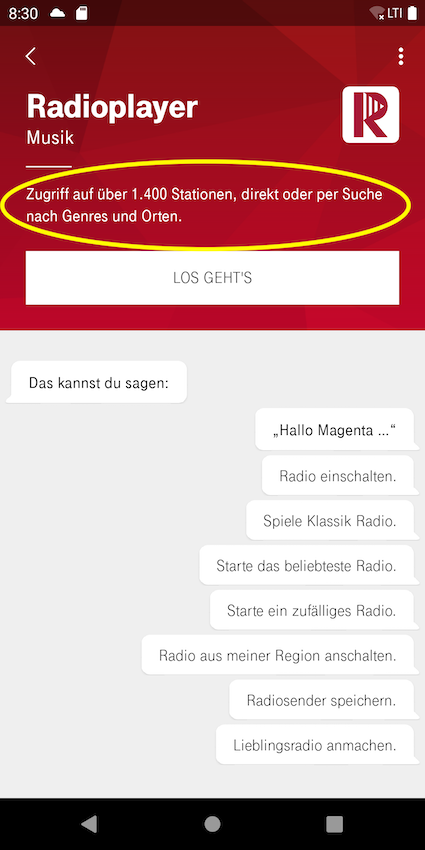 8:30
LTE
Radioplayer
Musik
Zugriff auf über 1.400 Stationen, direkt oder per Suche
nach Genres und Orten.
LOS GEHT'S
Das kannst du sagen:
„Hallo Magenta ...“
Radio einschalten.
Spiele Klassik Radio.
Starte das beliebteste Radio.
Starte ein zufälliges Radio.
Radio aus meiner Region anschalten.
Radiosender speichern.
Lieblingsradio anmachen.